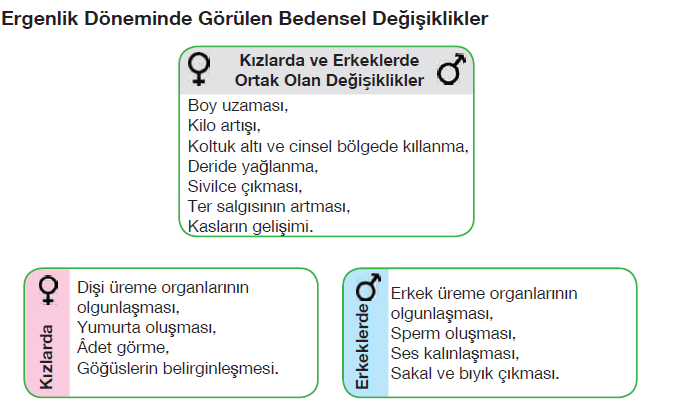 Ergenlik Döneminde Görülen Bedensel Değişiklikler
Kızlarda ve Erkeklerde
Ortak Olan Değişiklikler
Boy uzaması,
Kilo artışı,
Koltuk altı ve cinsel bölgede kıllanma,
Deride yağlanma,
Sivilce çıkması,
Ter salgısının artması,
Kasların gelişimi.
Kızlarda
Dişi üreme organlarının
olgunlaşması,
Yumurta oluşması,
Âdet görme,
Göğüslerin belirginleşmesi.
Erkeklerde
Erkek üreme organlarının
olgunlaşması,
Sperm oluşması,
Ses kalınlaşması,
Sakal ve bıyık çıkması.